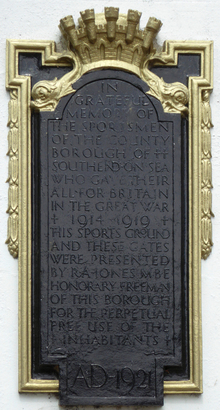 IN
GRATEFUL
MEMORY OF
THE SPORTSMEN
OF THE COUNTY
BOROUGH OF
SOUTHEND-ON-SEA
WHO GAVE THEIR
ALL FOR BRITAIN
IN THE GREAT WAR
1914-1919
THIS SPORTS GROUND
AND THESE GATES
WERE PRESENTED
BY R.A. JONES M.B.E.
HONORARY FREEMAN
OF THIS BOROUGH
FOR THE PERPETUAL
FREE USE OF THE
INHABITANTS
AD·1921